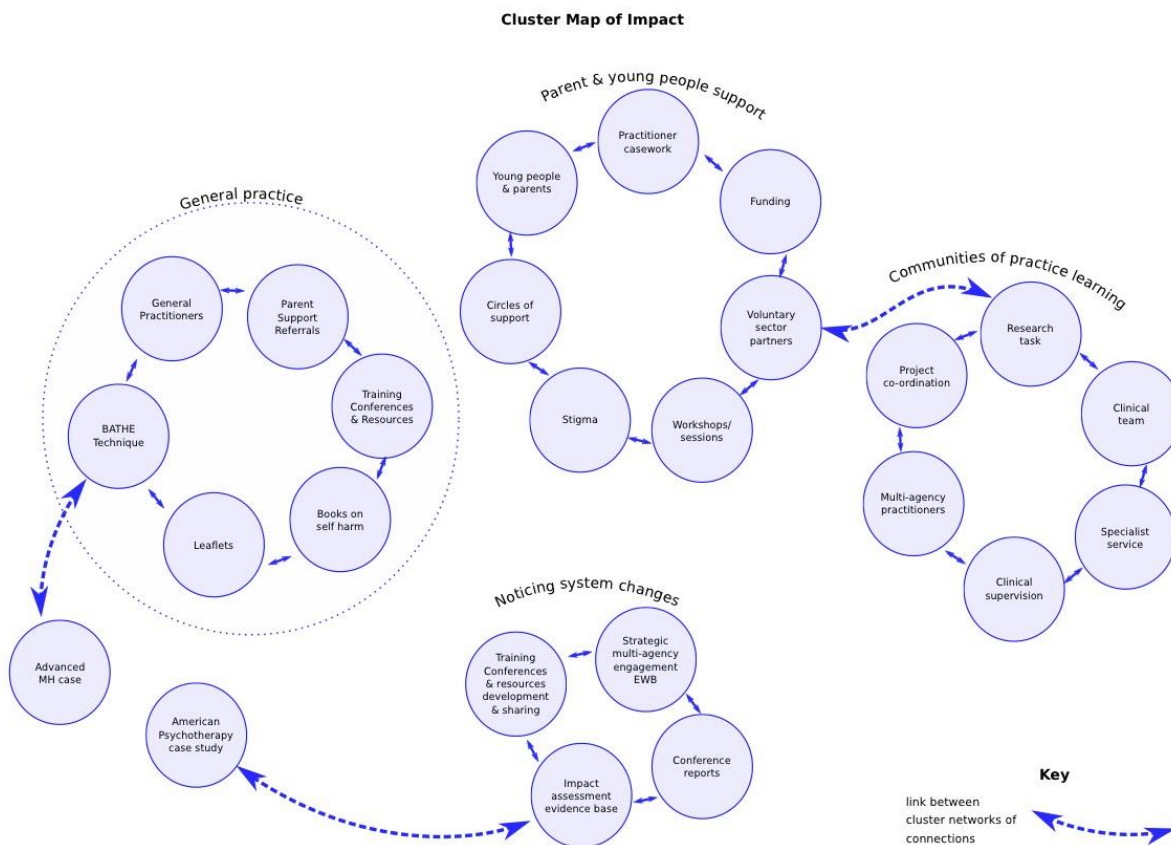 Cluster Map of Impact
Parent & young people support
Practitioner
casework
Young people
& parents
Funding
Circles of
support
Voluntary
sector
partners
Stigma
Workshops/
sessions
General practice
General
Practitioners
Parent
Support
Referrals
BATHE
Technique
Training
Conferences
& Resources
Leaflets
Books on
self harm
Advanced
MH case
American
Psychotherapy
case study
Communities of practice learning
Research
task
Project
co-ordination
Clinical
team
Multi-agency
practitioners
Specialist
service
Clinical
supervision
Noticing system changes
Training
Conferences
& resources
development
& sharing
Strategic
multi-agency
engagement
EWB
Impact
assessment
evidence base
Conference
reports
Key
link between
cluster networks of
connections